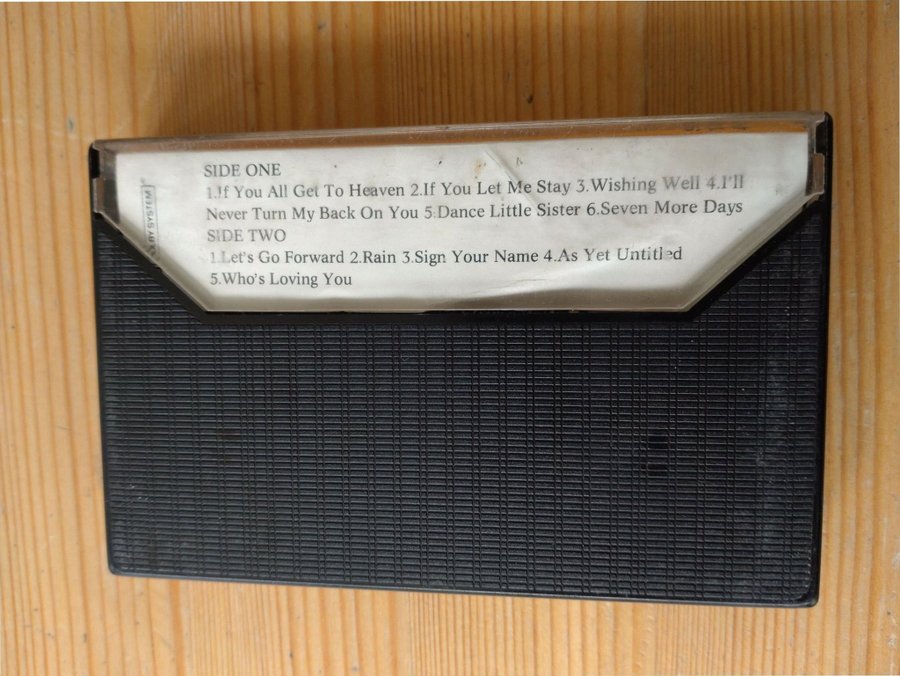 SIDE ONE
1.If You All Get To Heaven 2.If You Let Me Stay 3.Wishing Well 4.I'll
Never Turn My Back On You 5.Dance Little Sister 6.Seven More Days
SIDE TWO
1.Let's Go Forward 2.Rain 3.Sign Your Name 4.As Yet Untitled
5.Who's Loving You
SYSTEM